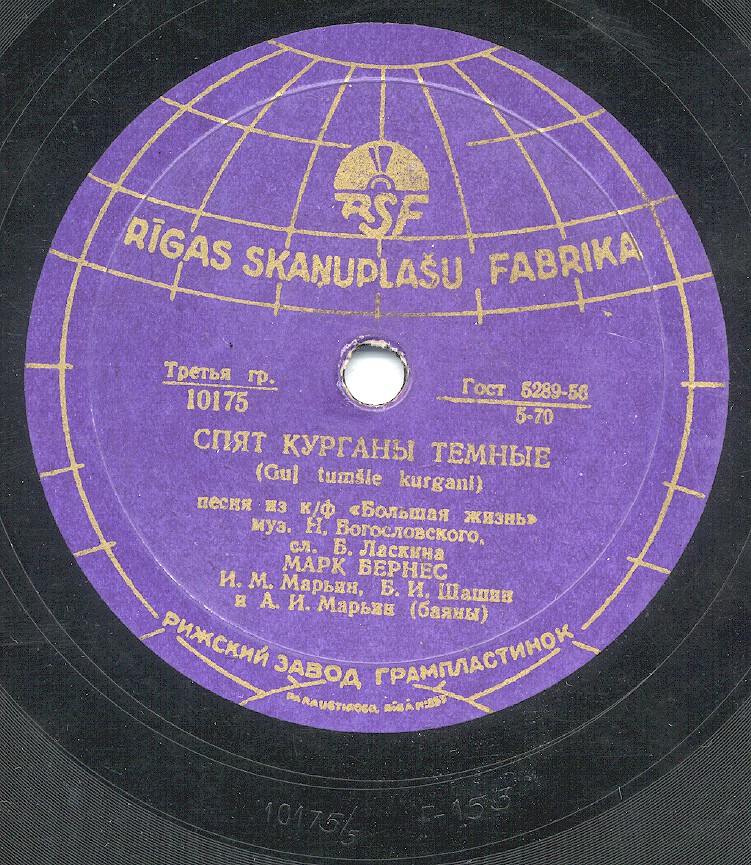 RSF
RĪGAS SKAŅUPLAŠU FABRIKA
Третья гр.
10175
Гост 5289-56
5-70
СПЯТ КУРГАНЫ ТЕМНЫЕ
(Guļ tumšie kurgani)
песня из к/ф «Большая жизнь»
муз. Н. Богословского,
сл. Б. Ласкина
МАРК БЕРНЕС
И. М. Марьин, Б. И. Шашин
и А. И. Марьин (баяны)
РИЖСКИЙ ЗАВОД ГРАМПЛАСТИНОК
10175/5